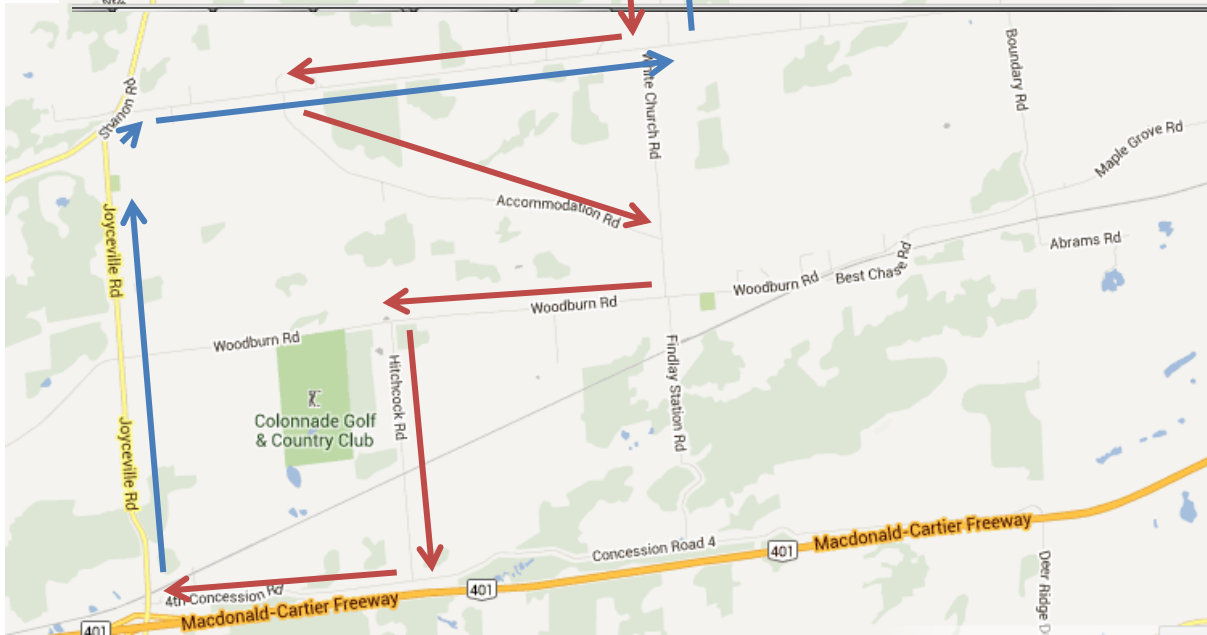 Shanon Rd
White Church Rd
Boundary Rd
Maple Grove Rd
Joyceville Rd
Accommodation Rd
Abrams Rd
Best Chase Rd
Woodburn Rd
Woodburn Rd
Woodburn Rd
Hitchcock Rd
Findlay Station Rd
Colonnade Golf
& Country Club
Joyceville Rd
Concession Road 4
401
Macdonald-Cartier Freeway
Deer Ridge D
4th Concession Rd
401
Macdonald-Cartier Freeway
401